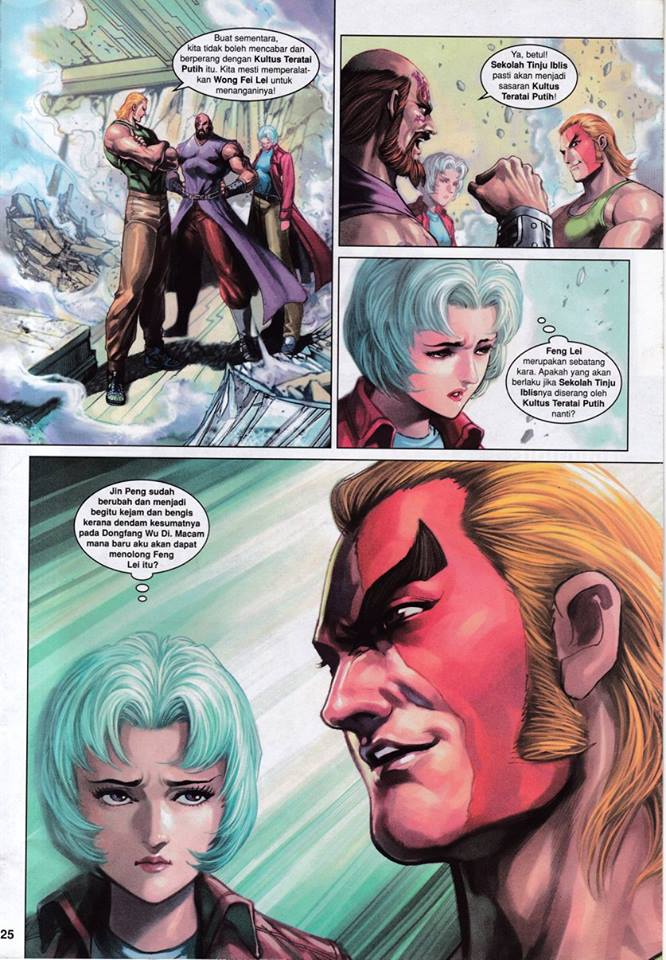 Buat sementara,
kita tidak boleh mencabar dan
berperang dengan Kultus Teratai
Putih itu. Kita mesti memperalat-
kan Wong Fei Lei untuk
menanganinya!
Ya, betul!
Sekolah Tinju Iblis
pasti akan menjadi
sasaran Kultus
Teratai Putih!
Feng Lei
merupakan sebatang
kara. Apakah yang akan
berlaku jika Sekolah Tinju
Iblisnya diserang oleh
Kultus Teratai Putih
nanti?
Jin Peng sudah
berubah dan menjadi
begitu kejam dan bengis
kerana dendam kesumatnya
pada Dongfang Wu Di. Macam
mana baru aku akan dapat
menolong Feng
Lei itu?
25